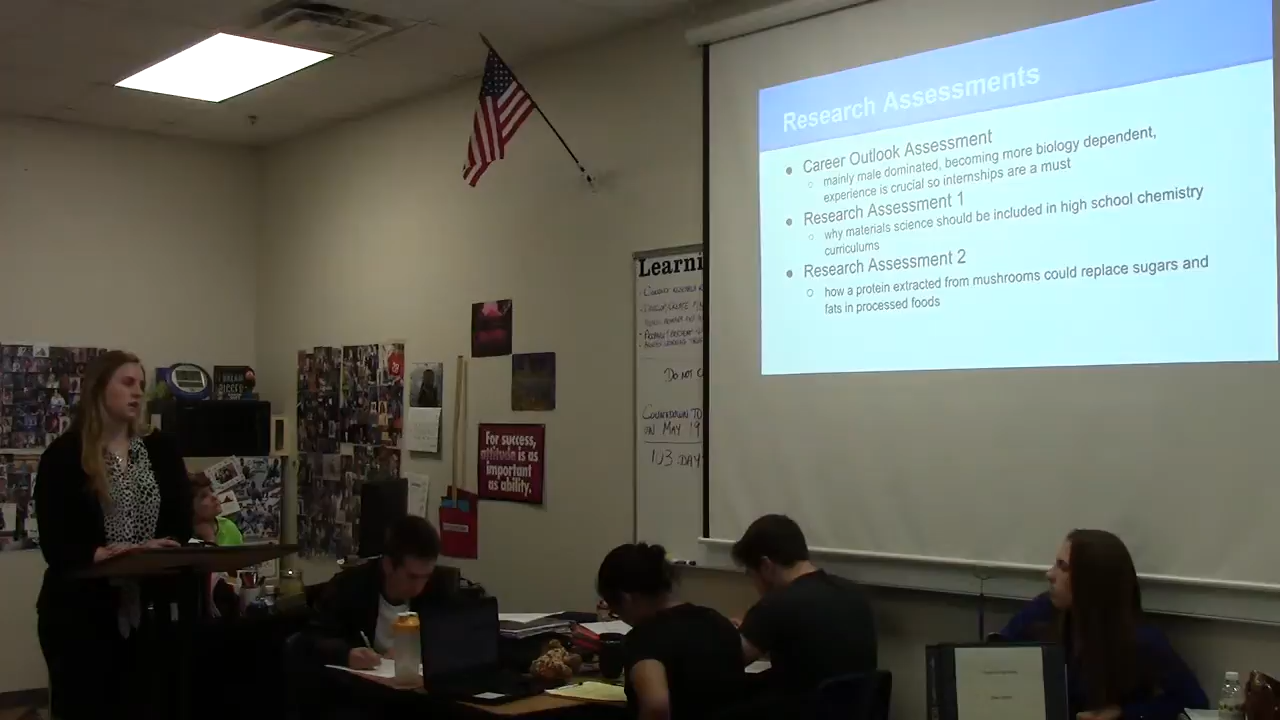 Research Assessments
Career Outlook Assessment
mainly male dominated, becoming more biology dependent,
experience is crucial so internships are a must
Research Assessment 1
why materials science should be included in high school chemistry
curriculums
Research Assessment 2
how a protein extracted from mushrooms could replace sugars and
fats in processed foods
Learni
DO NOT C
COUNTDOWN TO
ON MAY 19
103 DAY
For success,
attitude is as
important
as ability.